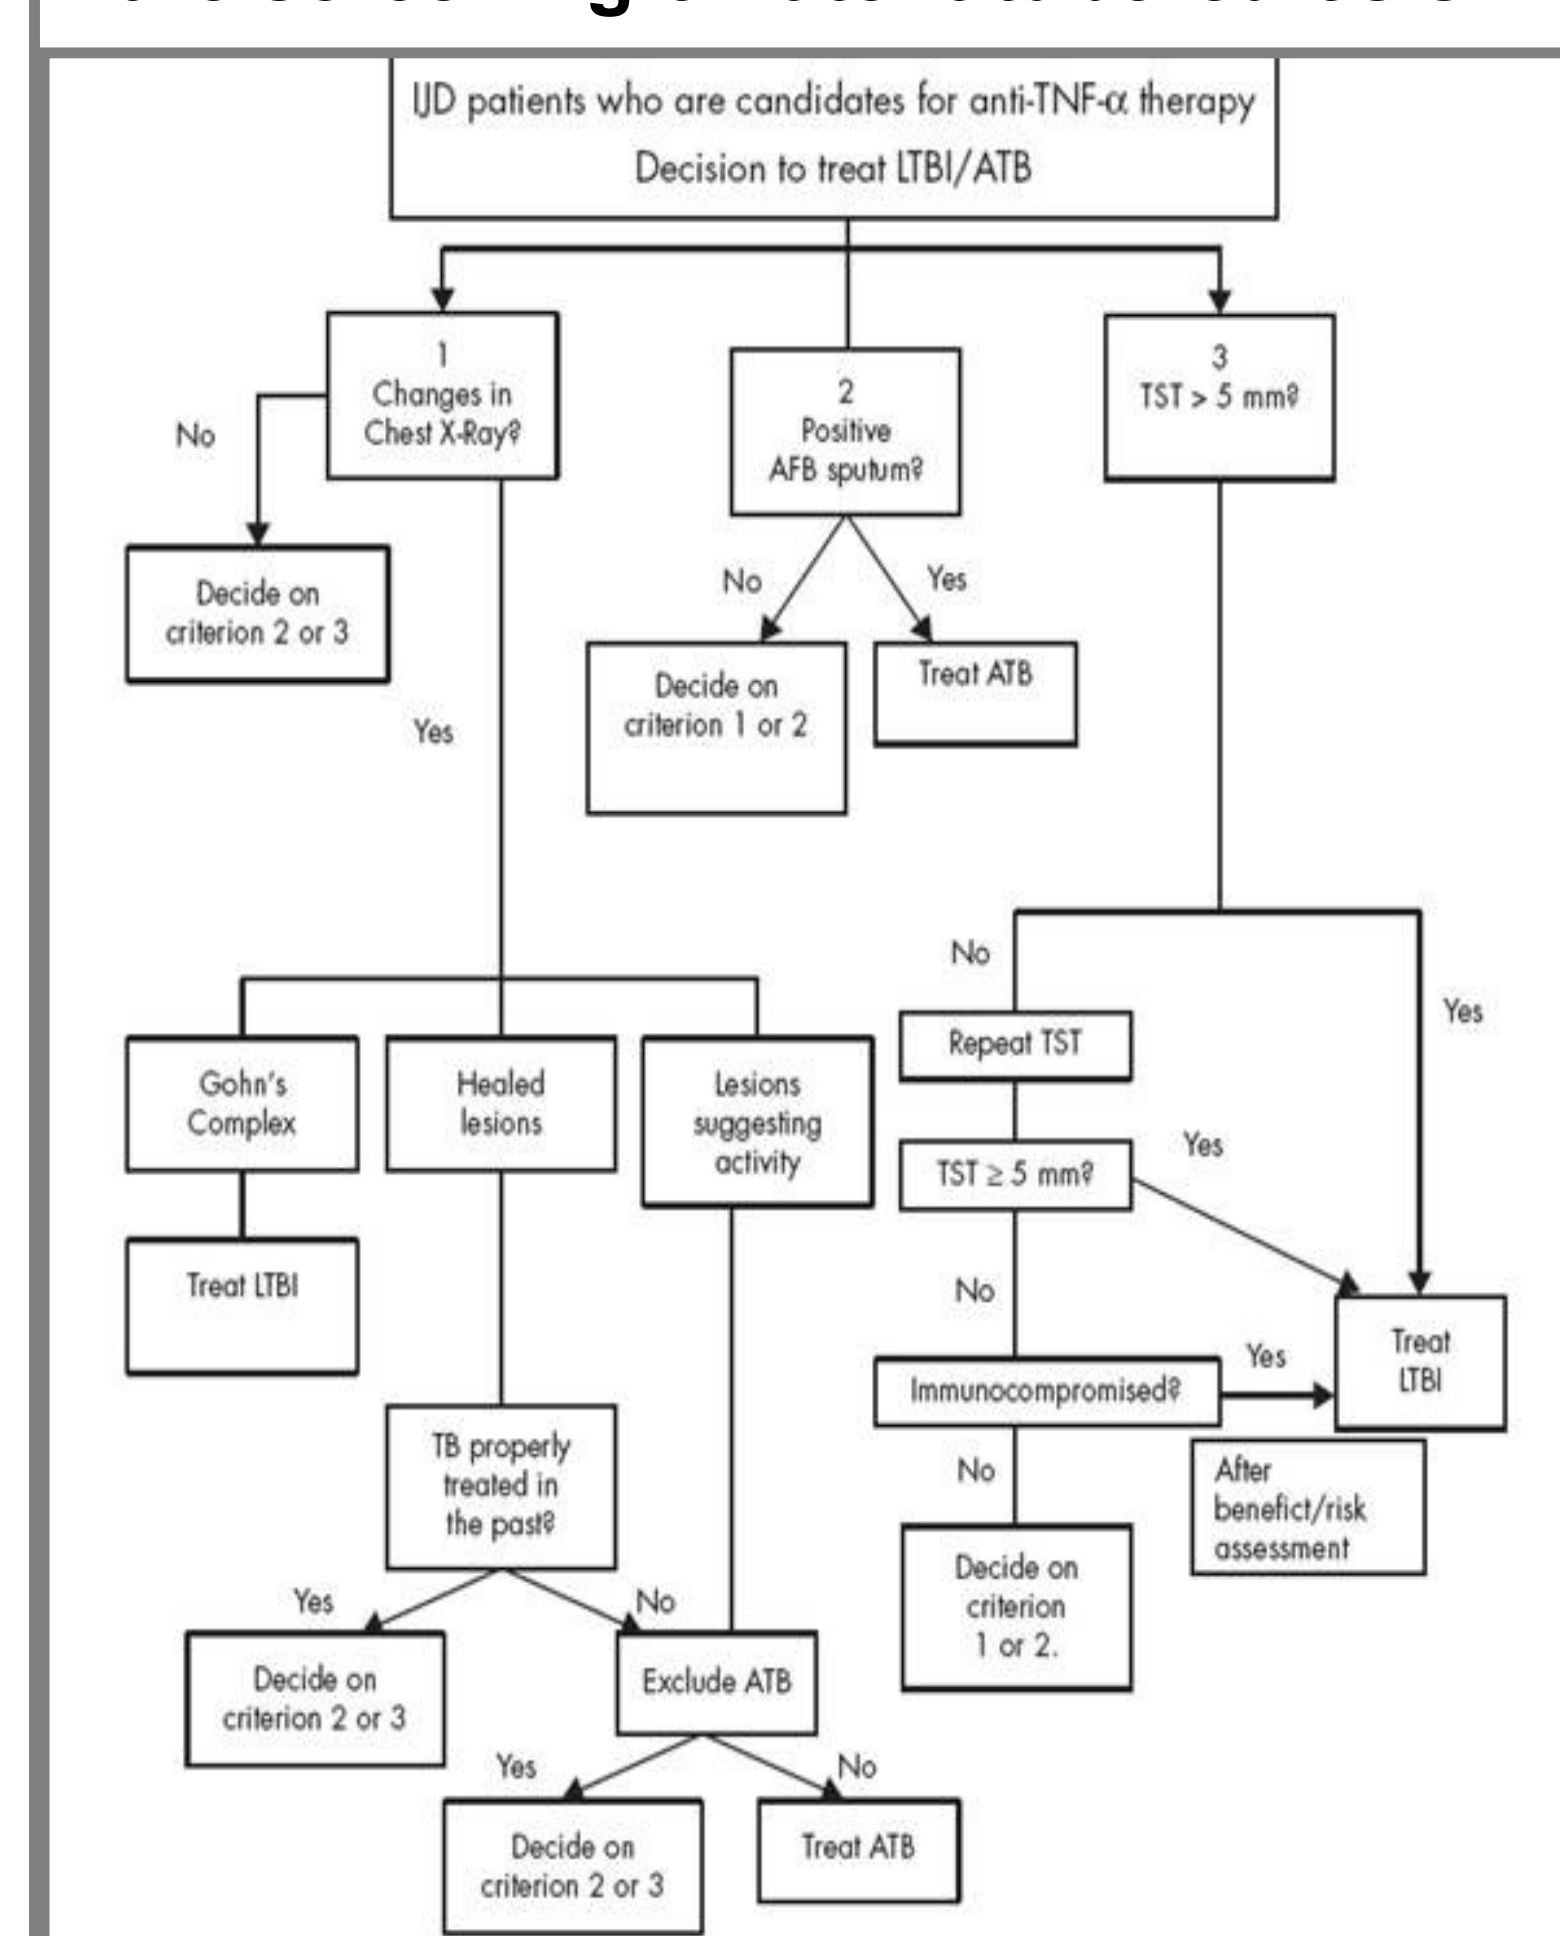 IJD patients who are candidates for anti-TNF-α therapy
Decision to treat LTBI/ATB
1
Changes in
Chest X-Ray?
No
Decide on
criterion 2 or 3
Yes
2
Positive
AFB sputum?
No
Yes
Decide on
criterion 1 or 2
Treat ATB
3
TST > 5 mm?
No
Yes
Repeat TST
TST ≥ 5 mm?
Yes
No
Immunocompromised?
Yes
Treat
LTBI
After
benefict/risk
assessment
No
Decide on
criterion
1 or 2.
Gohn's
Complex
Treat LTBI
Healed
lesions
Lesions
suggesting
activity
TB properly
treated in
the past?
Yes
No
Decide on
criterion 2 or 3
Exclude ATB
Yes
No
Decide on
criterion 2 or 3
Treat ATB